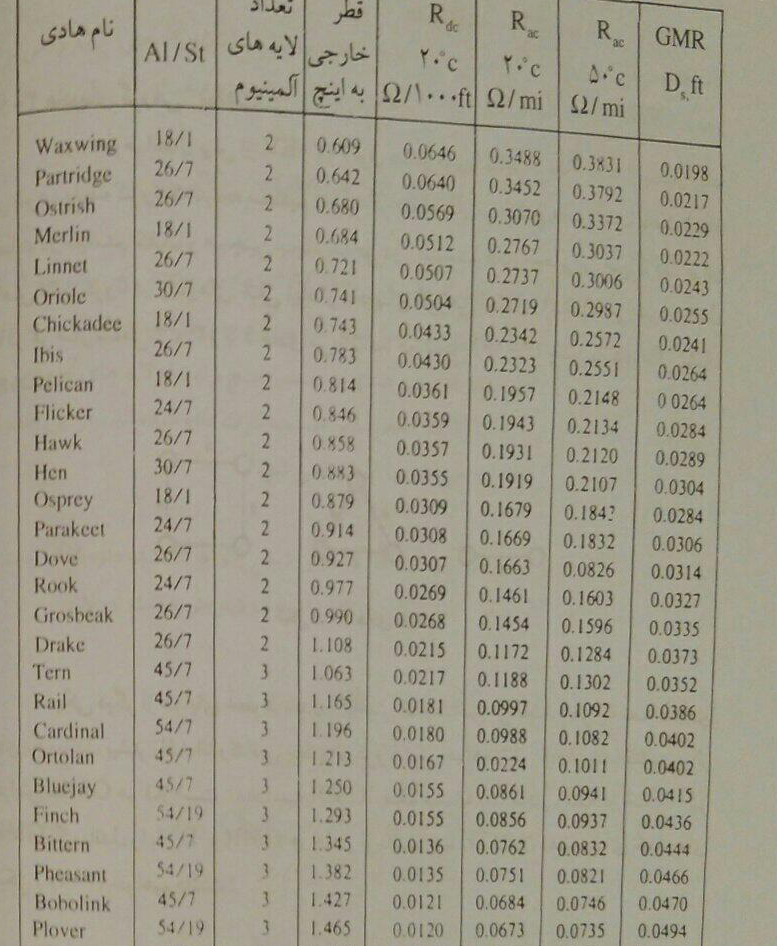 نام هادی Al/St تعداد لایه های آلمینیوم قطر خارجی به اینچ R dc ۲۰°c Ω/۱۰۰۰ft R ac ۲۰°c Ω/mi R ac ۵۰°c Ω/mi GMR D s, ft
Waxwing 18/1 2 0.609 0.0646 0.3488 0.3831 0.0198
Partridge 26/7 2 0.642 0.0640 0.3452 0.3792 0.0217
Ostrish 26/7 2 0.680 0.0569 0.3070 0.3372 0.0229
Merlin 18/1 2 0.684 0.0512 0.2767 0.3037 0.0222
Linnet 26/7 2 0.721 0.0507 0.2737 0.3006 0.0243
Oriole 30/7 2 0.741 0.0504 0.2719 0.2987 0.0255
Chickadee 18/1 2 0.743 0.0433 0.2342 0.2572 0.0241
Ibis 26/7 2 0.783 0.0430 0.2323 0.2551 0.0264
Pelican 18/1 2 0.814 0.0361 0.1957 0.2148 0 0264
Flicker 24/7 2 0.846 0.0359 0.1943 0.2134 0.0284
Hawk 26/7 2 0.858 0.0357 0.1931 0.2120 0.0289
Hen 30/7 2 0.883 0.0355 0.1919 0.2107 0.0304
Osprey 18/1 2 0.879 0.0309 0.1679 0.0284
Parakeet 24/7 2 0.914 0.0308 0.1669 0.1832 0.0306
Dove 26/7 2 0.927 0.0307 0.1663 0.0826 0.0314
Rook 24/7 2 0.977 0.0269 0.1461 0.1603 0.0327
Grosbeak 26/7 2 0.990 0.0268 0.1454 0.1596 0.0335
Drake 26/7 2 1.108 0.0215 0.1172 0.1284 0.0373
Tern 45/7 3 1.063 0.0217 0.1188 0.1302 0.0352
Rail 45/7 3 1.165 0.0181 0.0997 0.1092 0.0386
Cardinal 54/7 3 1.196 0.0180 0.0988 0.1082 0.0402
Ortolan 45/7 3 1 213 0.0167 0.0224 0.1011 0.0402
Bluejay 45/7 3 1 250 0.0155 0.0861 0.0941 0.0415
Finch 54/19 3 1.293 0.0155 0.0856 0.0937 0.0436
Bittern 45/7 3 1.345 0.0136 0.0762 0.0832 0.0444
Pheasant 54/19 3 1.382 0.0135 0.0751 0.0821 0.0466
Bobolink 45/7 3 1.427 0.0121 0.0684 0.0746 0.0470
Plover 54/19 3 1.465 0.0120 0.0673 0.0735 0.0494